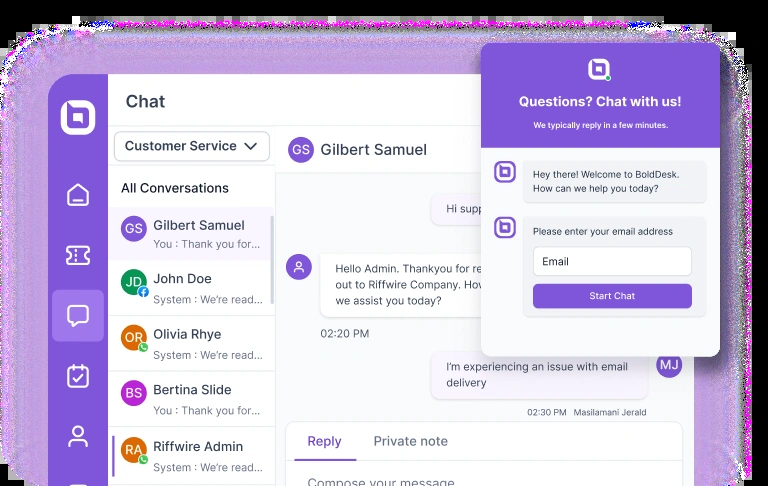 Chat
Customer Service
All Conversations
GS
Gilbert Samuel
You : Thank you for...
JD
John Doe
System : We're read...
OR
Olivia Rhye
System : We're read...
BS
Bertina Slide
You : Thank you for...
RA
Riffwire Admin
System : We're read...
GS Gilbert Samuel
Hi supp
Hello Admin. Thankyou for re
out to Riffwire Company. How
we assist you today?
02:20 PM
I'm experiencing an issue with email
delivery
MJ
02:30 PM Masilamani Jerald
Reply Private note
Compose your message
Questions? Chat with us!
We typically reply in a few minutes.
Hey there! Welcome to BoldDesk.
How can we help you today?
Please enter your email address
Email
Start Chat